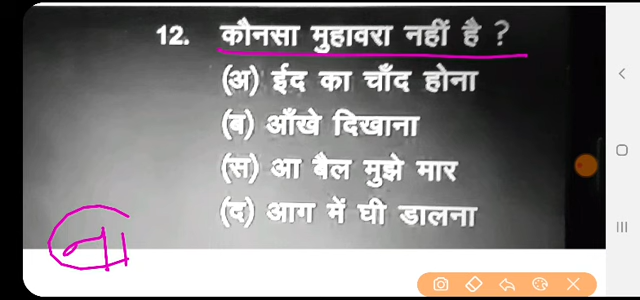 12. कौनसा मुहावरा नहीं है ?
(अ) ईद का चाँद होना
(ब) आँखे दिखाना
(स) आ बैल मुझे मार
(द) आग में घी डालना
ना